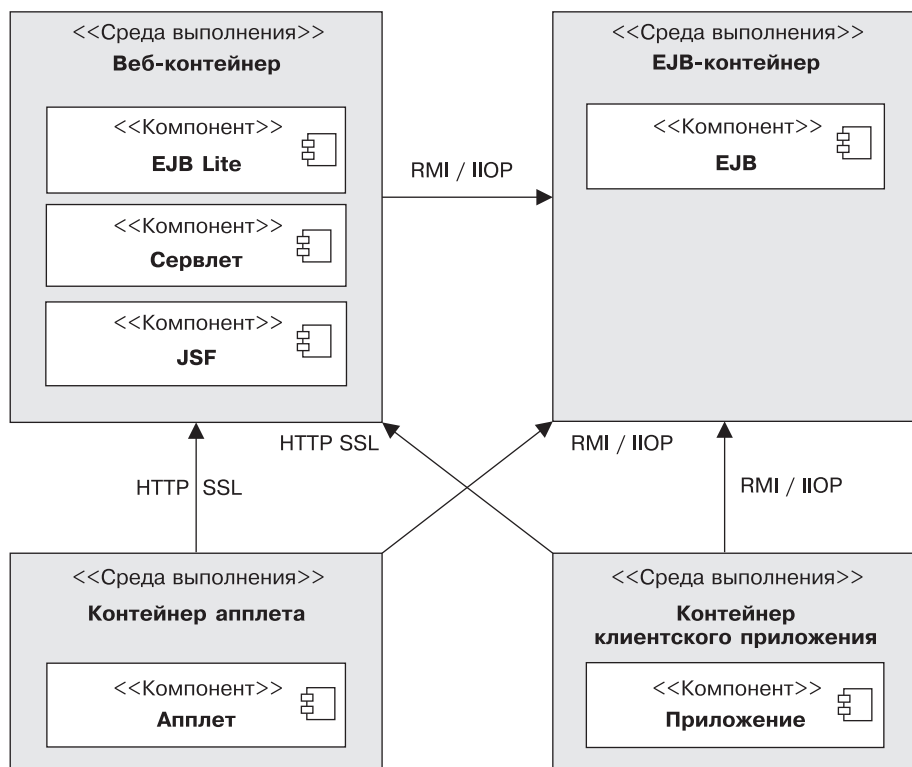 <<Среда выполнения>>
Веб-контейнер
<<Компонент>>
EJB Lite
<<Компонент>>
Сервлет
<<Компонент>>
JSF
RMI / IIOP
<<Среда выполнения>>
EJB-контейнер
<<Компонент>>
EJB
HTTP SSL
RMI / IIOP
HTTP SSL
RMI / IIOP
<<Среда выполнения>>
Контейнер апплета
<<Компонент>>
Апплет
<<Среда выполнения>>
Контейнер
клиентского приложения
<<Компонент>>
Приложение